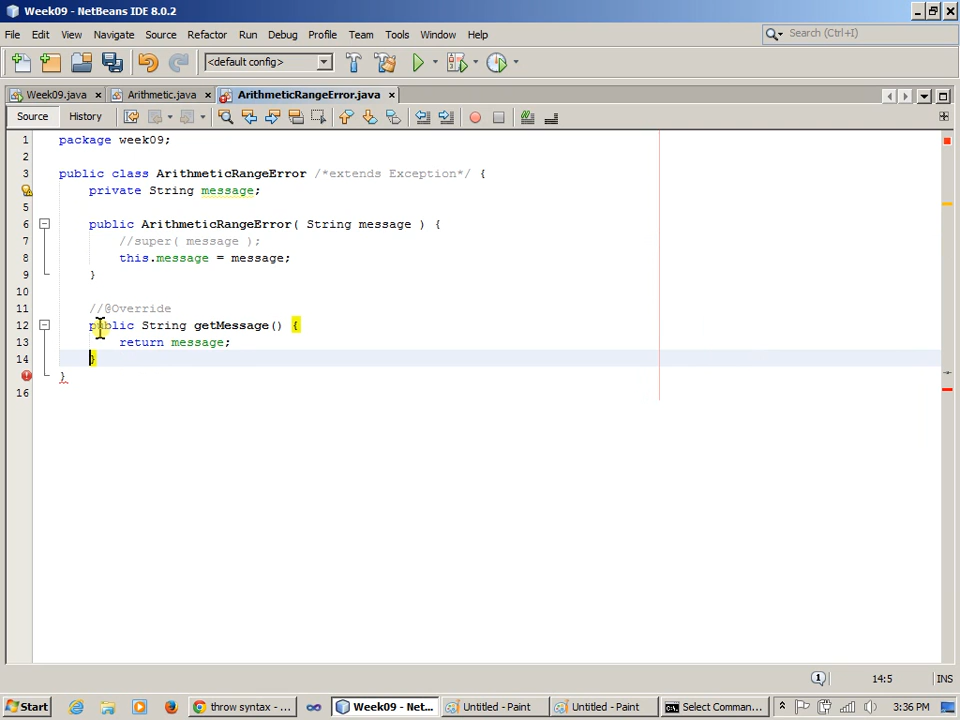 Week09 - NetBeans IDE 8.0.2
File Edit View Navigate Source Refactor Run Debug Profile Team Tools Window Help
Search (Ctrl+I)
<default config>
Week09.java Arithmetic.java ArithmeticRangeError.java
Source History
1 package week09;
2
3 public class ArithmeticRangeError /*extends Exception*/ {
private String message;
5
6 public ArithmeticRangeError( String message ) {
7 //super( message );
8 this.message = message;
9 }
10
11 //@Override
12 public String getMessage() {
13 return message;
14 }
}
16
1 14:5 INS
Start throw syntax - ... Week09 - Net... Untitled - Paint Untitled - Paint Select Comman... 3:36 PM